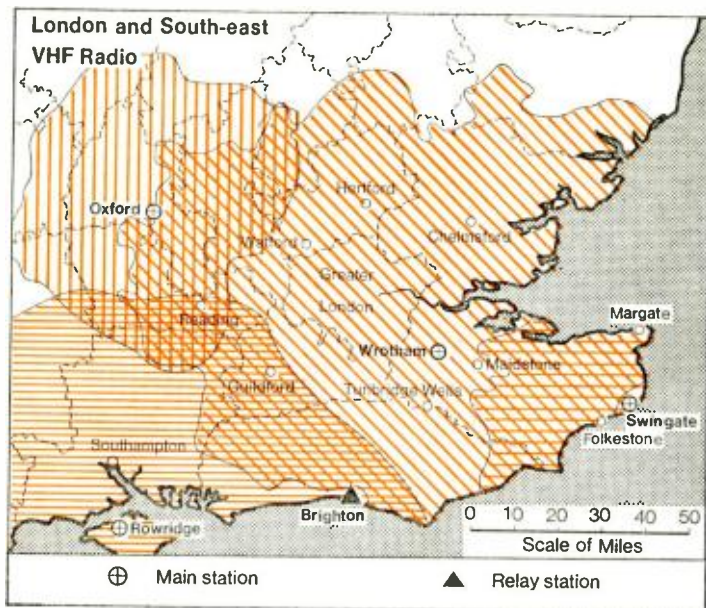 London and South-east
VHF Radio
Oxford
Hertford
Watford
Chelmsford
Greater
London
Reading
Wrotham
Margate
Maidstone
Guildford
Tunbridge Wells
Swingate
Folkestone
Southampton
Brighton
Rowridge
0 10 20 30 40 50
Scale of Miles
Main station
Relay station